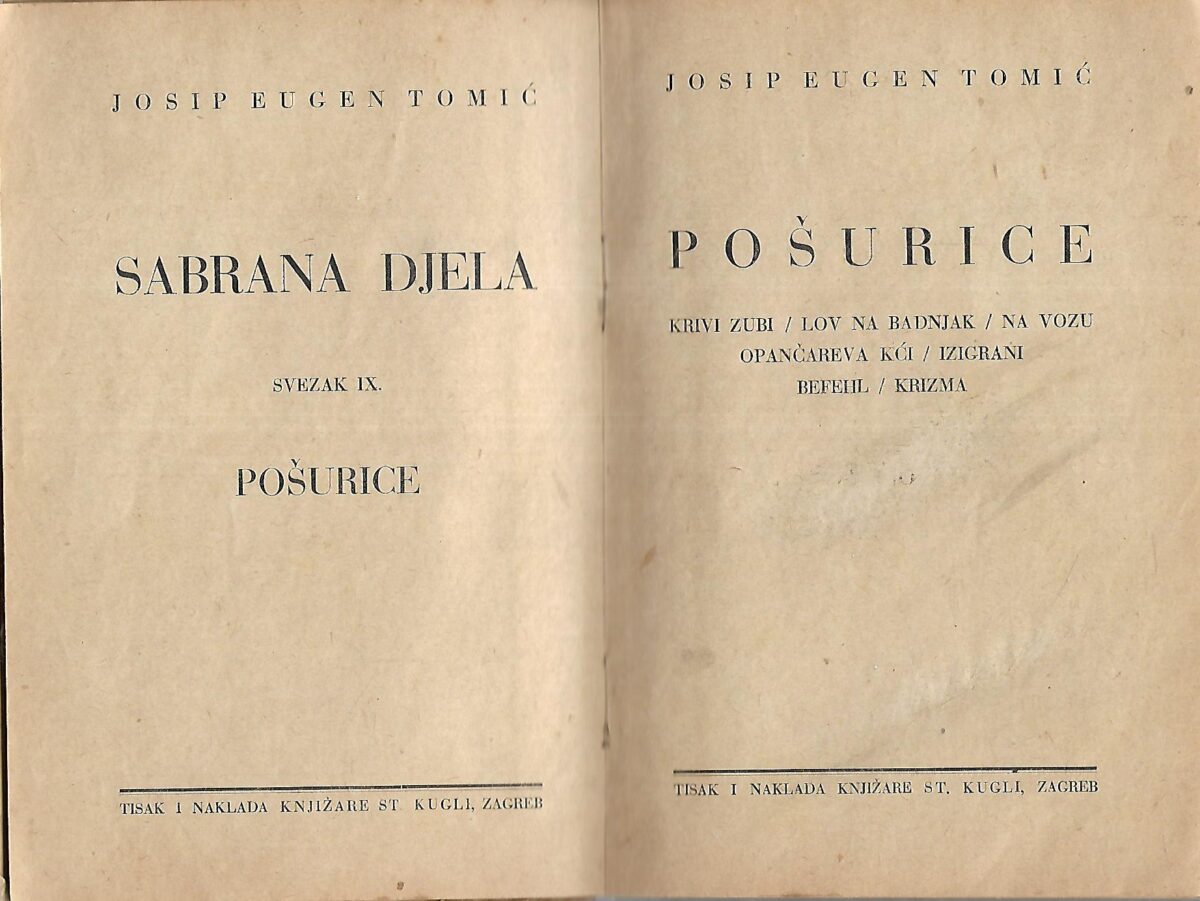 JOSIP EUGEN TOMIĆ
SABRANA DJELA
SVEZAK IX.
POŠURICE
TISAK I NAKLADA KNJIŽARE ST. KUGLI, ZAGREB
JOSIP EUGEN TOMIĆ
POŠURICE
KRIVI ZUBI / LOV NA BADNJAK / NA VOZU
OPANČAREVA KĆI / IZIGRANI
BEFEHL / KRIZMA
TISAK I NAKLADA KNJIŽARE ST. KUGLI, ZAGREB